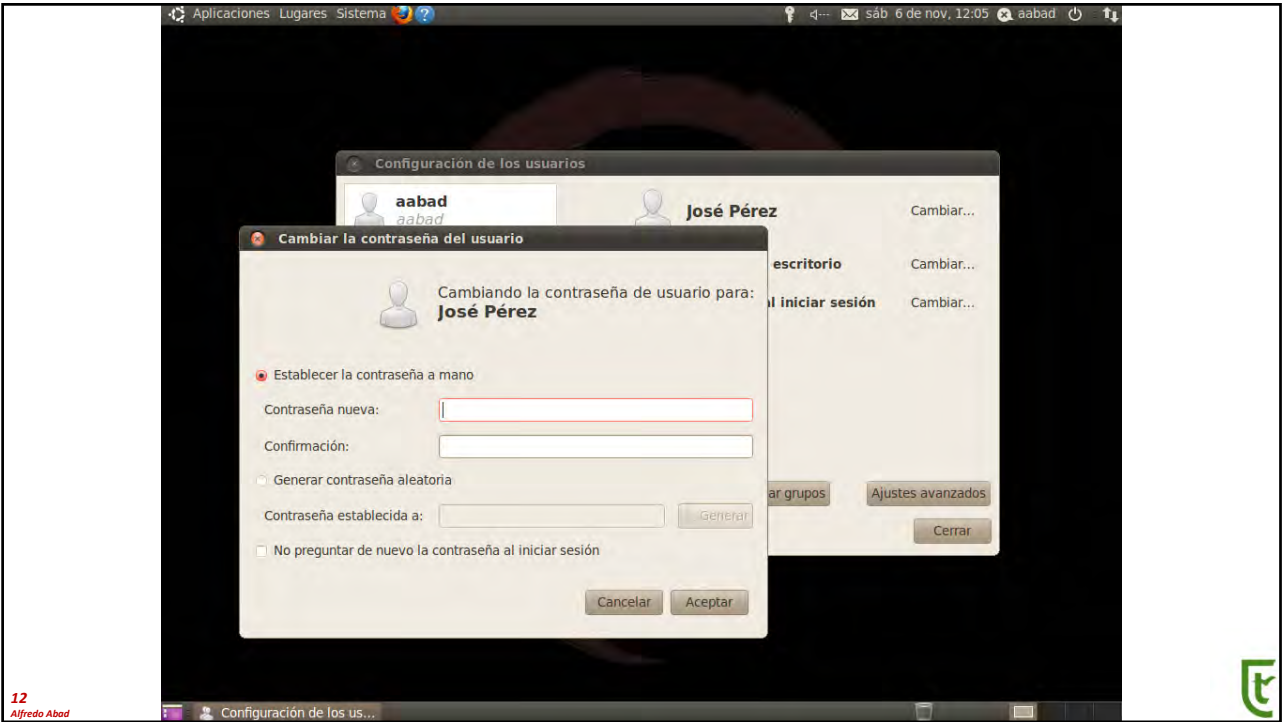 Aplicaciones Lugares Sistema
sáb 6 de nov, 12:05 aabad
Configuración de los usuarios
aabad
aabad
José Pérez Cambiar...
escritorio Cambiar...
al iniciar sesión Cambiar...
ar grupos Ajustes avanzados
Cerrar
Cambiar la contraseña del usuario
Cambiando la contraseña de usuario para:
José Pérez
Establecer la contraseña a mano
Contraseña nueva:
Confirmación:
Generar contraseña aleatoria
Contraseña establecida a: Generar
No preguntar de nuevo la contraseña al iniciar sesión
Cancelar Aceptar
Configuración de los us...
12
Alfredo Abad